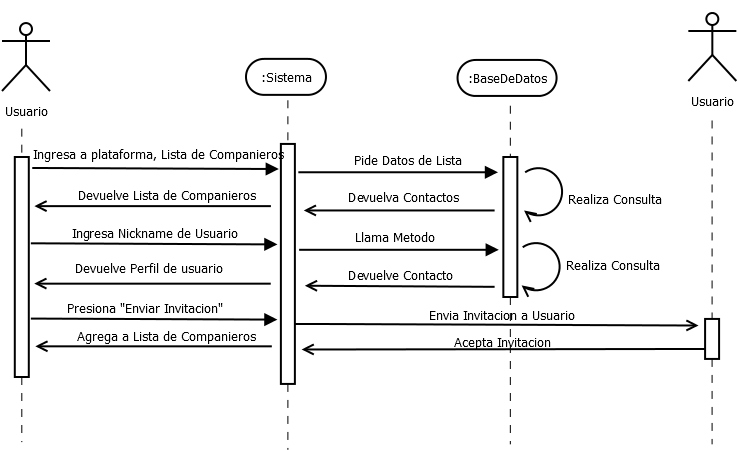 Usuario
:Sistema
:BaseDeDatos
Usuario
Ingresa a plataforma, Lista de Companieros
Pide Datos de Lista
Realiza Consulta
Devuelve Lista de Companieros
Devuelva Contactos
Ingresa Nickname de Usuario
Llama Metodo
Realiza Consulta
Devuelve Perfil de usuario
Devuelve Contacto
Presiona "Enviar Invitacion"
Envia Invitacion a Usuario
Agrega a Lista de Companieros
Acepta Invitacion